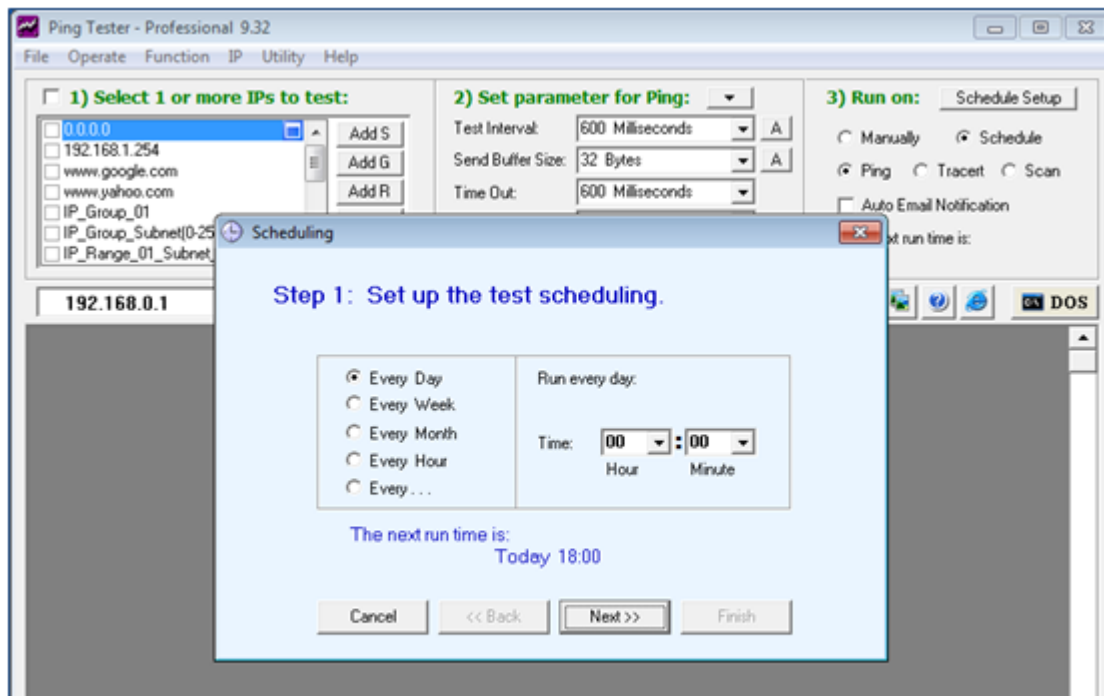 Ping Tester - Professional 9.32
File Operate Function IP Utility Help
1) Select 1 or more IPs to test:
0.0.0.0
192.168.1.254
www.google.com
www.yahoo.com
IP_Group_01
IP_Group_Subnet(0-25
IP_Range_01_Subnet_
Add S
Add G
Add R
2) Set parameter for Ping:
Test Interval: 600 Milliseconds A
Send Buffer Size: 32 Bytes A
Time Out: 600 Milliseconds
3) Run on: Schedule Setup
Manually Schedule
Ping Tracert Scan
Auto Email Notification
xt run time is:
192.168.0.1
DOS
Scheduling
Step 1: Set up the test scheduling.
Every Day
Every Week
Every Month
Every Hour
Every . . .
Run every day:
Time: 00 : 00
Hour Minute
The next run time is:
Today 18:00
Cancel << Back Next >> Finish